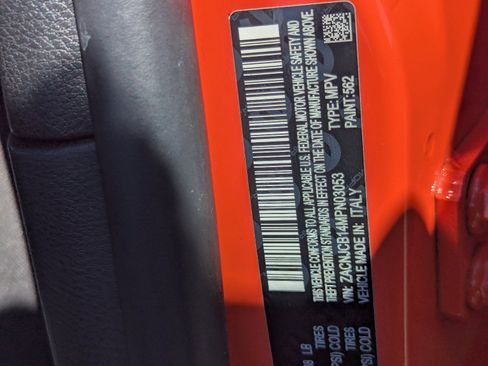 THIS VEHICLE CONFORMS TO ALL APPLICABLE U.S. FEDERAL MOTOR VEHICLE SAFETY AND
THEFT PREVENTION STANDARDS IN EFFECT ON THE DATE OF MANUFACTURE SHOWN ABOVE.
VIN: ZACNJCB14MPN03053 TYPE: MPV
VEHICLE MADE IN: ITALY PAINT: 562
LB
TIRES
COLD
TIRES
COLD